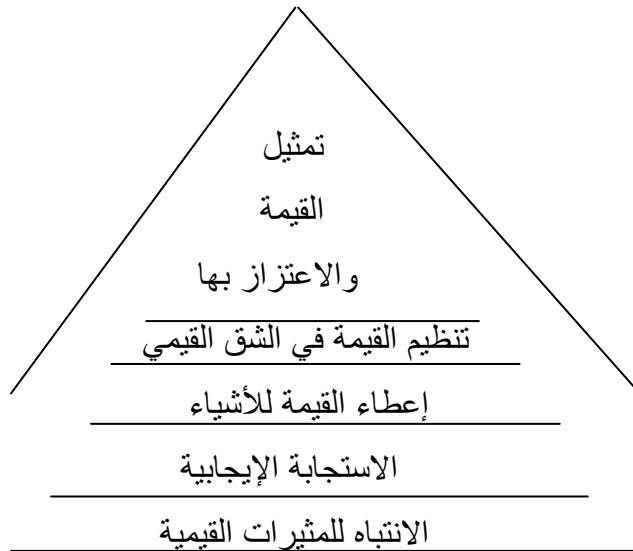 تمثيل
القيمة
والاعتزاز بها
تنظيم القيمة في الشق القيمي
إعطاء القيمة للأشياء
الاستجابة الإيجابية
الانتباه للمثيرات القيمية